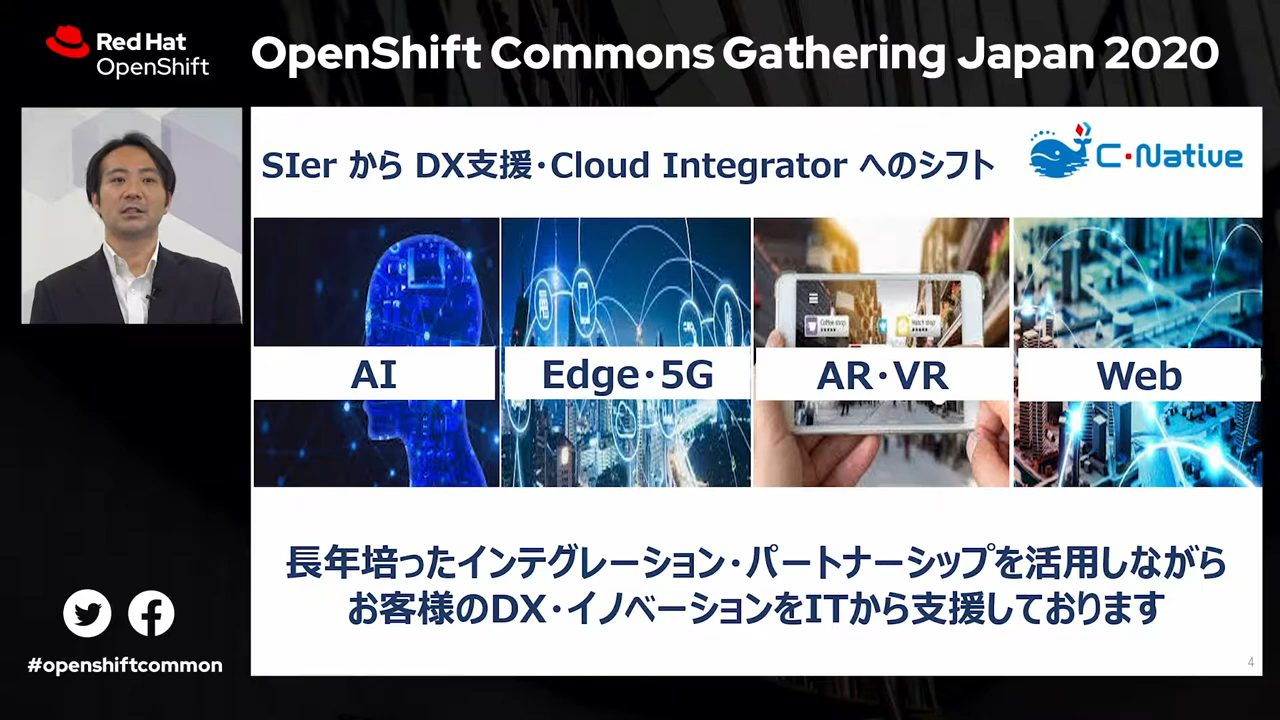 Red Hat
OpenShift
OpenShift Commons Gathering Japan 2020
SIer から DX支援・Cloud Integrator へのシフト
C・Native
Coffee shop
Watch shop
AI
Edge・5G
AR・VR
Web
長年培ったインテグレーション・パートナーシップを活用しながら
お客様のDX・イノベーションをITから支援しております
#openshiftcommon
4